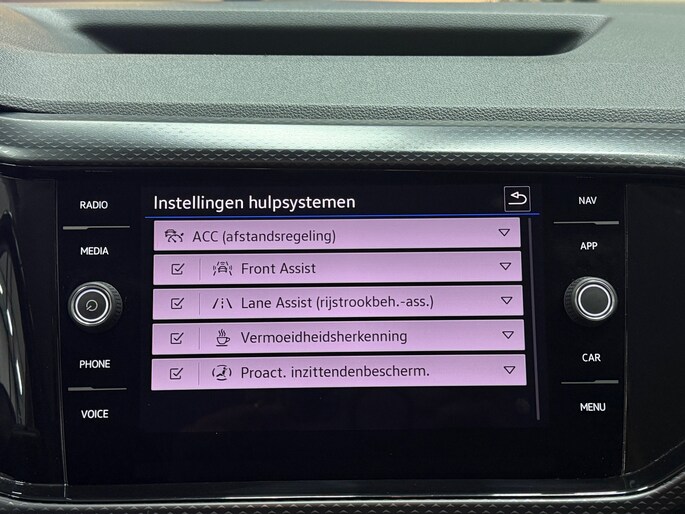 RADIO
MEDIA
PHONE
VOICE
Instellingen hulpsystemen
ACC (afstandsregeling)
Front Assist
Lane Assist (rijstrookbeh.-ass.)
Vermoeidheidsherkenning
Proact. inzittendenbescherm.
NAV
APP
CAR
MENU